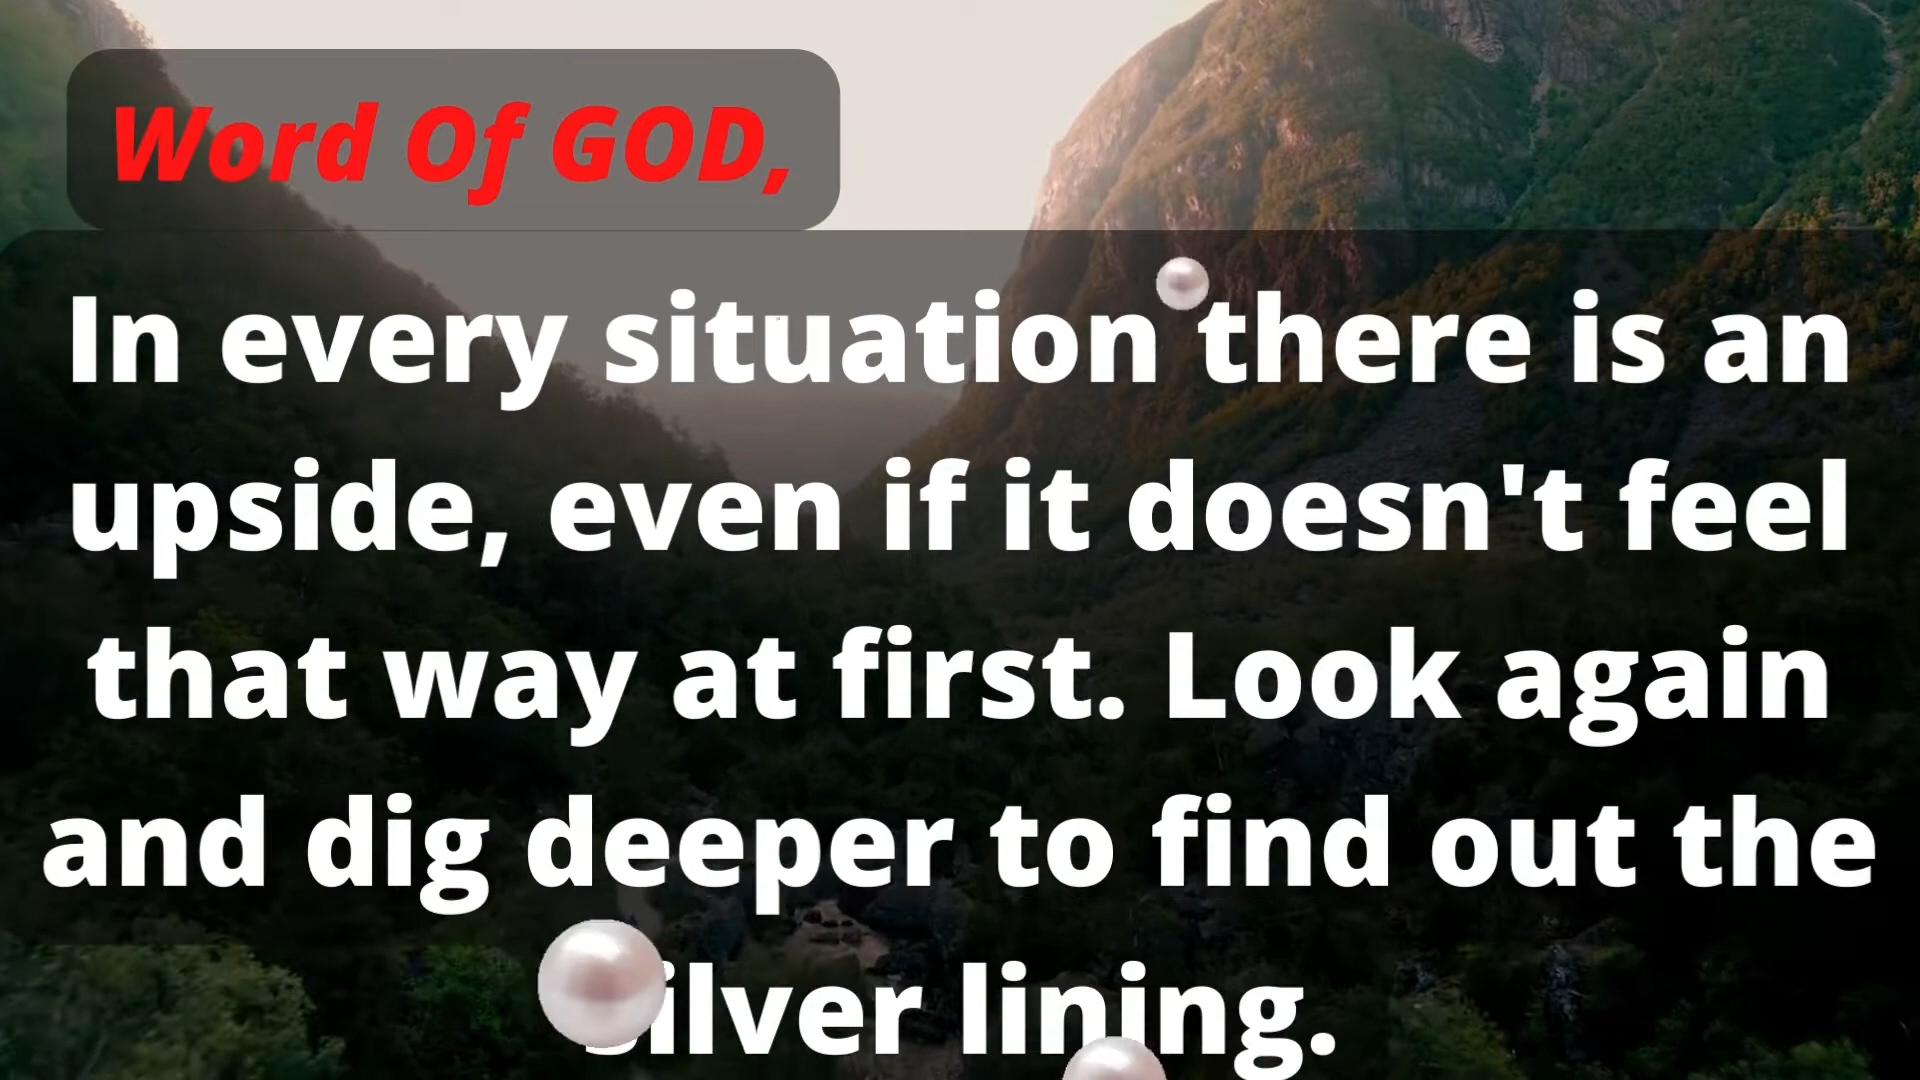 Word Of GOD,
In every situation there is an
upside, even if it doesn't feel
that way at first. Look again
and dig deeper to find out the
silver lining.